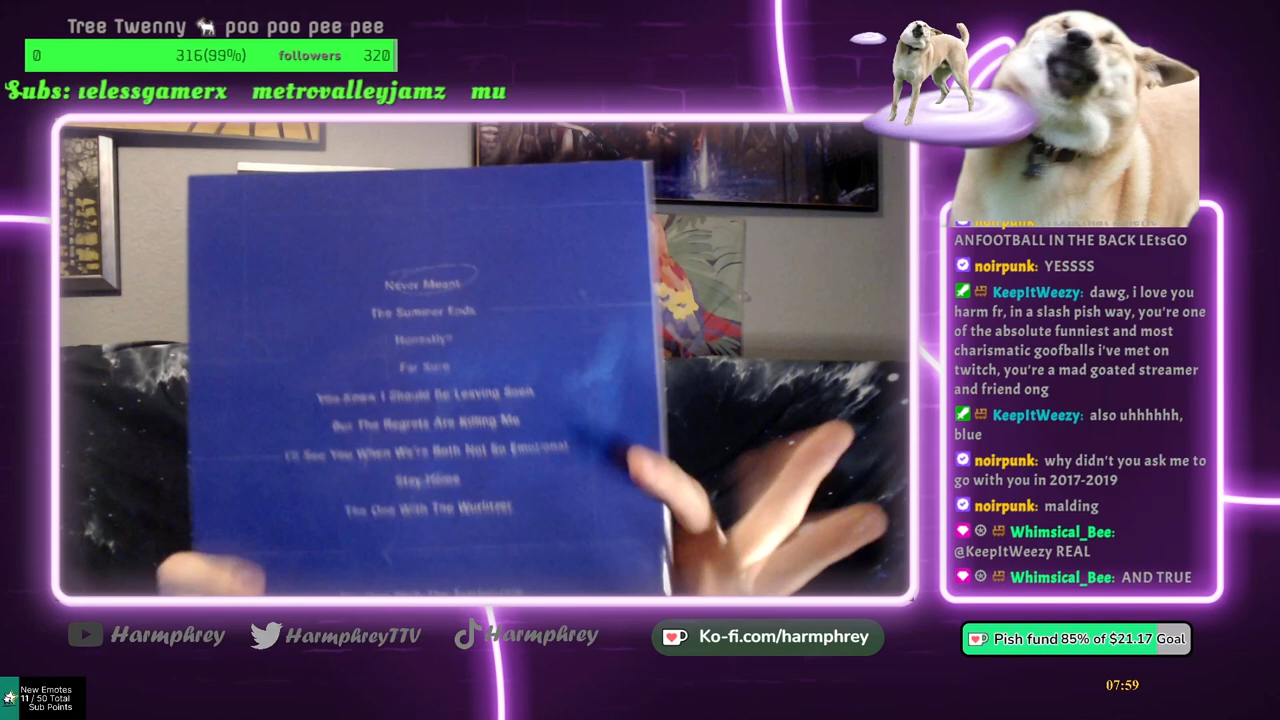 Tree Twenny poo poo pee pee
0 316(99%) followers 320
Subs: ıelessgamerx metrovalleyjamz mu
Never Meant
The Summer Ends
Honestly?
For Sure
You Know I Should Be Leaving Soon
But The Regrets Are Killing Me
I'll See You When We're Both Not So Emotional
Stay Home
The One With The Wurlitzer
ANFOOTBALL IN THE BACK LEtsGO
noirpunk: YESSSS
KeepItWeezy: dawg, i love you
harm fr, in a slash pish way, you're one
of the absolute funniest and most
charismatic goofballs i've met on
twitch, you're a mad goated streamer
and friend ong
KeepItWeezy: also uhhhhhh,
blue
noirpunk: why didn't you ask me to
go with you in 2017-2019
noirpunk: malding
Whimsical_Bee:
@KeepItWeezy REAL
Whimsical_Bee: AND TRUE
Harmphrey
HarmphreyTTV
Harmphrey
Ko-fi.com/harmphrey
Pish fund 85% of $21.17 Goal
07:59
New Emotes
11 / 50 Total
Sub Points